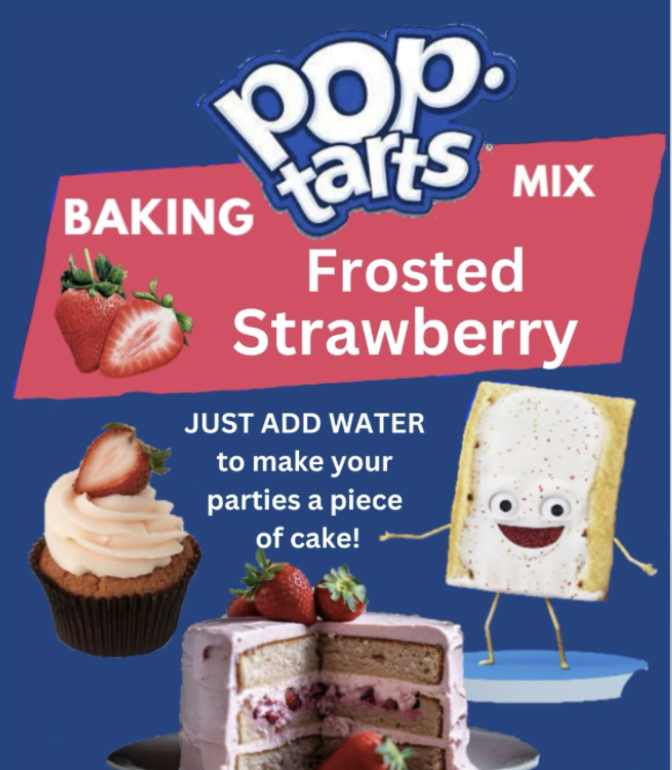 pop.
tarts®
BAKING MIX
Frosted
Strawberry
JUST ADD WATER
to make your
parties a piece
of cake!